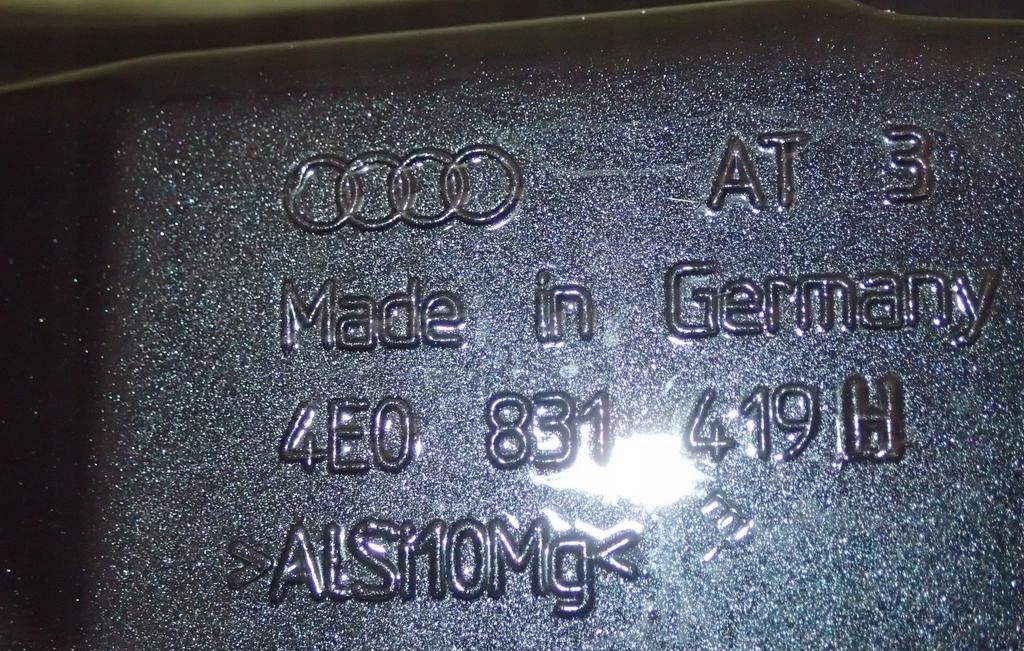 AT 3
Made in Germany
4E0 831 419 H
>ALSi10Mg<
E